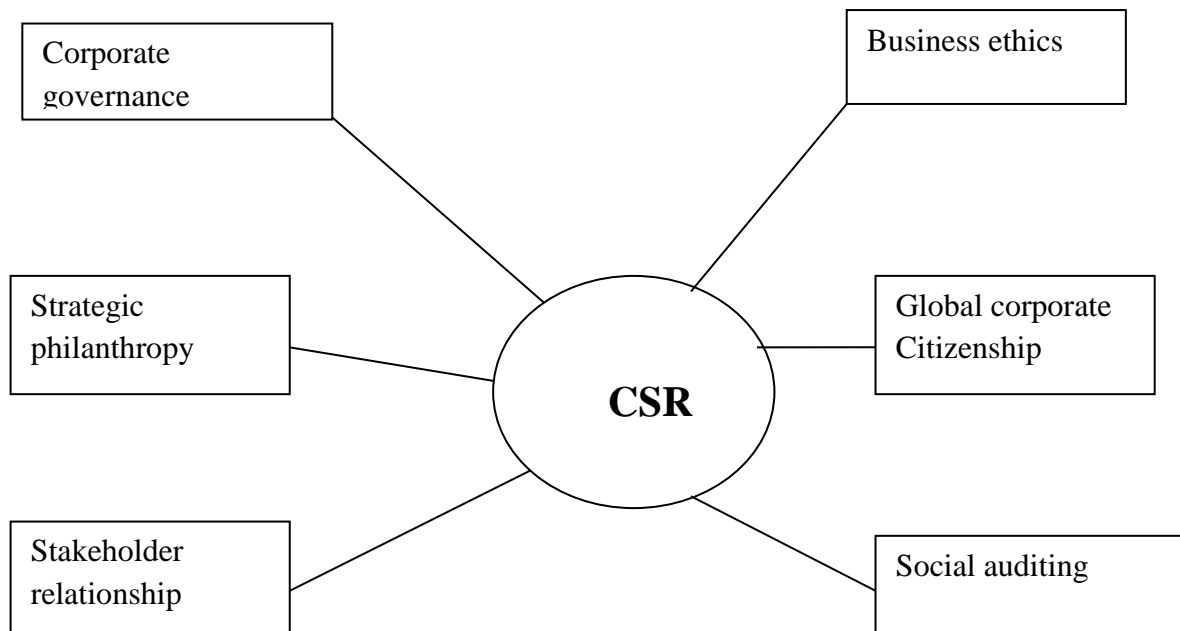 Corporate
governance
Business ethics
Strategic
philanthropy
Global corporate
Citizenship
CSR
Stakeholder
relationship
Social auditing